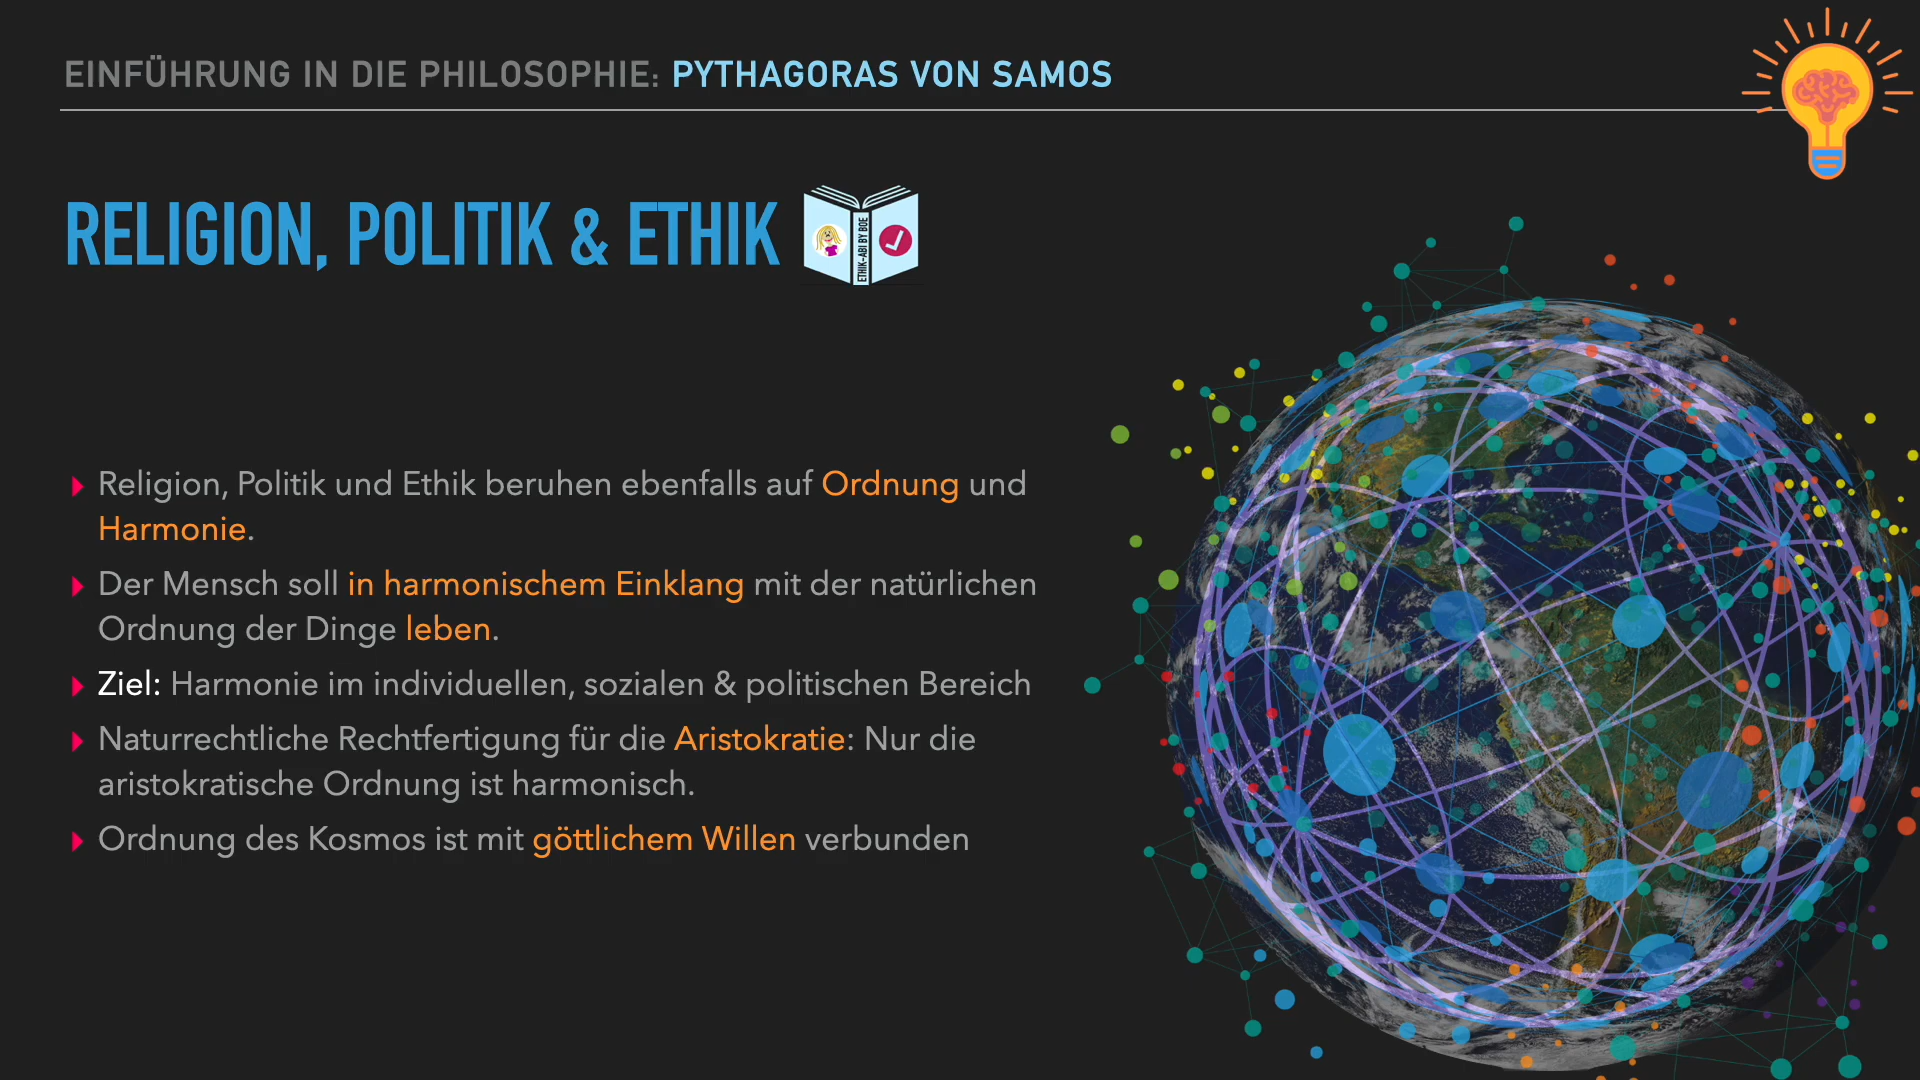 EINFÜHRUNG IN DIE PHILOSOPHIE: PYTHAGORAS VON SAMOS
RELIGION, POLITIK & ETHIK
ETHIK-ABI BY BOE
Religion, Politik und Ethik beruhen ebenfalls auf Ordnung und
Harmonie.
Der Mensch soll in harmonischem Einklang mit der natürlichen
Ordnung der Dinge leben.
Ziel: Harmonie im individuellen, sozialen & politischen Bereich
Naturrechtliche Rechtfertigung für die Aristokratie: Nur die
aristokratische Ordnung ist harmonisch.
Ordnung des Kosmos ist mit göttlichem Willen verbunden